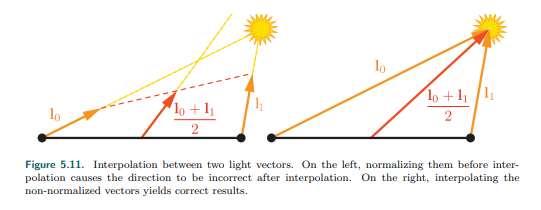 l₀
l₀ + l₁
2
l₁
l₀
l₀ + l₁
2
l₁
Figure 5.11. Interpolation between two light vectors. On the left, normalizing them before inter-
polation causes the direction to be incorrect after interpolation. On the right, interpolating the
non-normalized vectors yields correct results.